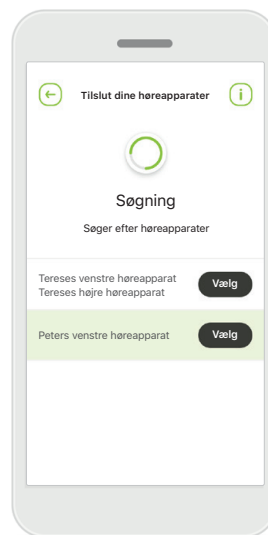 Tilslut dine høreapparater
i
Søgning
Søger efter høreapparater
Tereses venstre høreapparat
Tereses højre høreapparat
Vælg
Peters venstre høreapparat
Vælg